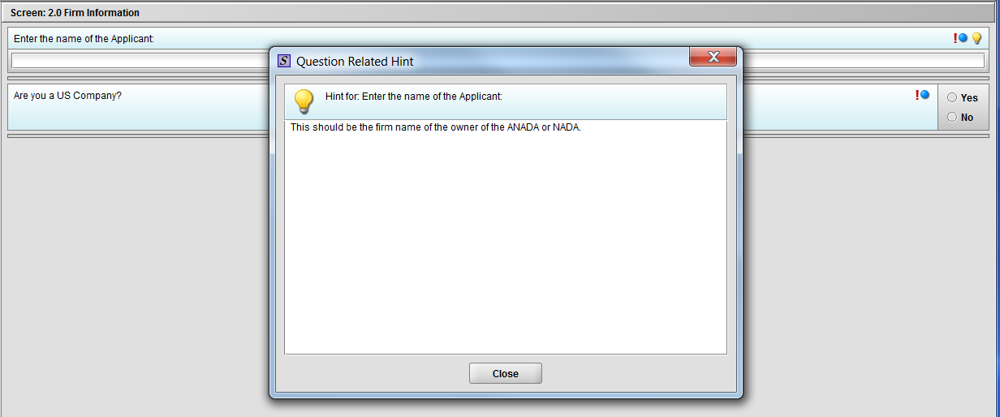 Screen: 2.0 Firm Information
Enter the name of the Applicant:
!
S Question Related Hint
X
Hint for: Enter the name of the Applicant:
This should be the firm name of the owner of the ANADA or NADA.
Close
Are you a US Company?
!
Yes
No